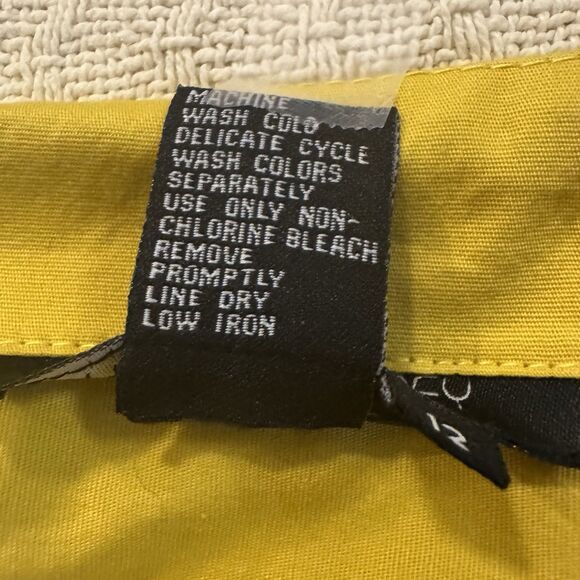 MACHINE
WASH COLD
DELICATE CYCLE
WASH COLORS
SEPARATELY
USE ONLY NON-
CHLORINE BLEACH
REMOVE
PROMPTLY
LINE DRY
LOW IRON
12